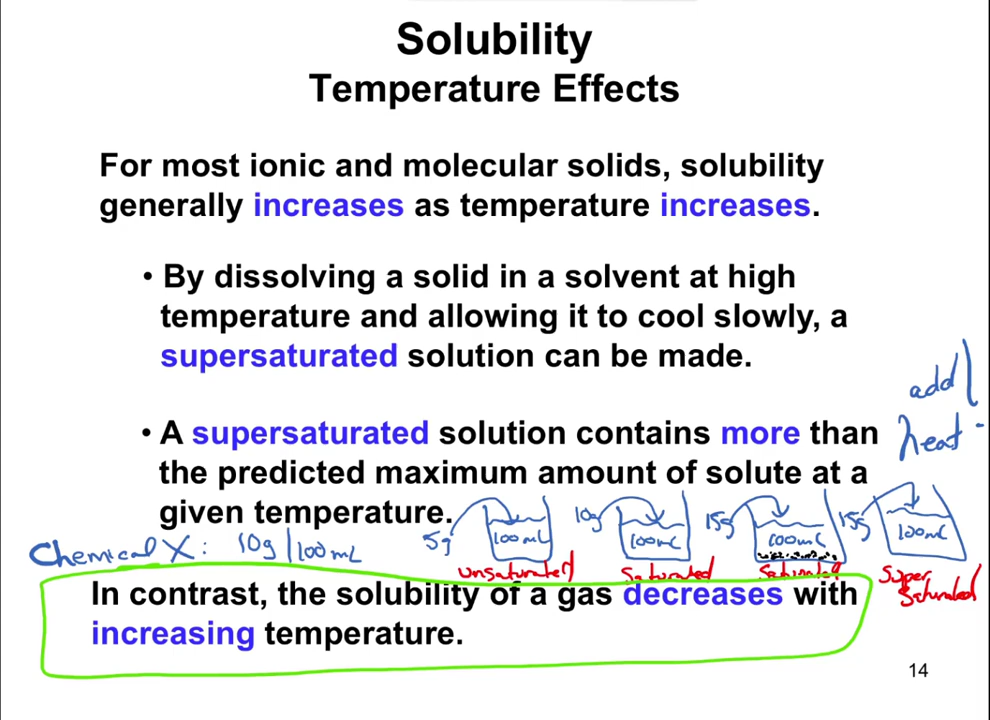 Solubility
Temperature Effects
For most ionic and molecular solids, solubility
generally increases as temperature increases.
• By dissolving a solid in a solvent at high
temperature and allowing it to cool slowly, a
supersaturated solution can be made.
add
heat
• A supersaturated solution contains more than
the predicted maximum amount of solute at a
given temperature.
Chemical X: 10g/100mL
5g 100mL 10g 100mL 15g 100mL 15g 100mL
unsaturated Saturated Saturated Super
Saturated
In contrast, the solubility of a gas decreases with
increasing temperature.
14